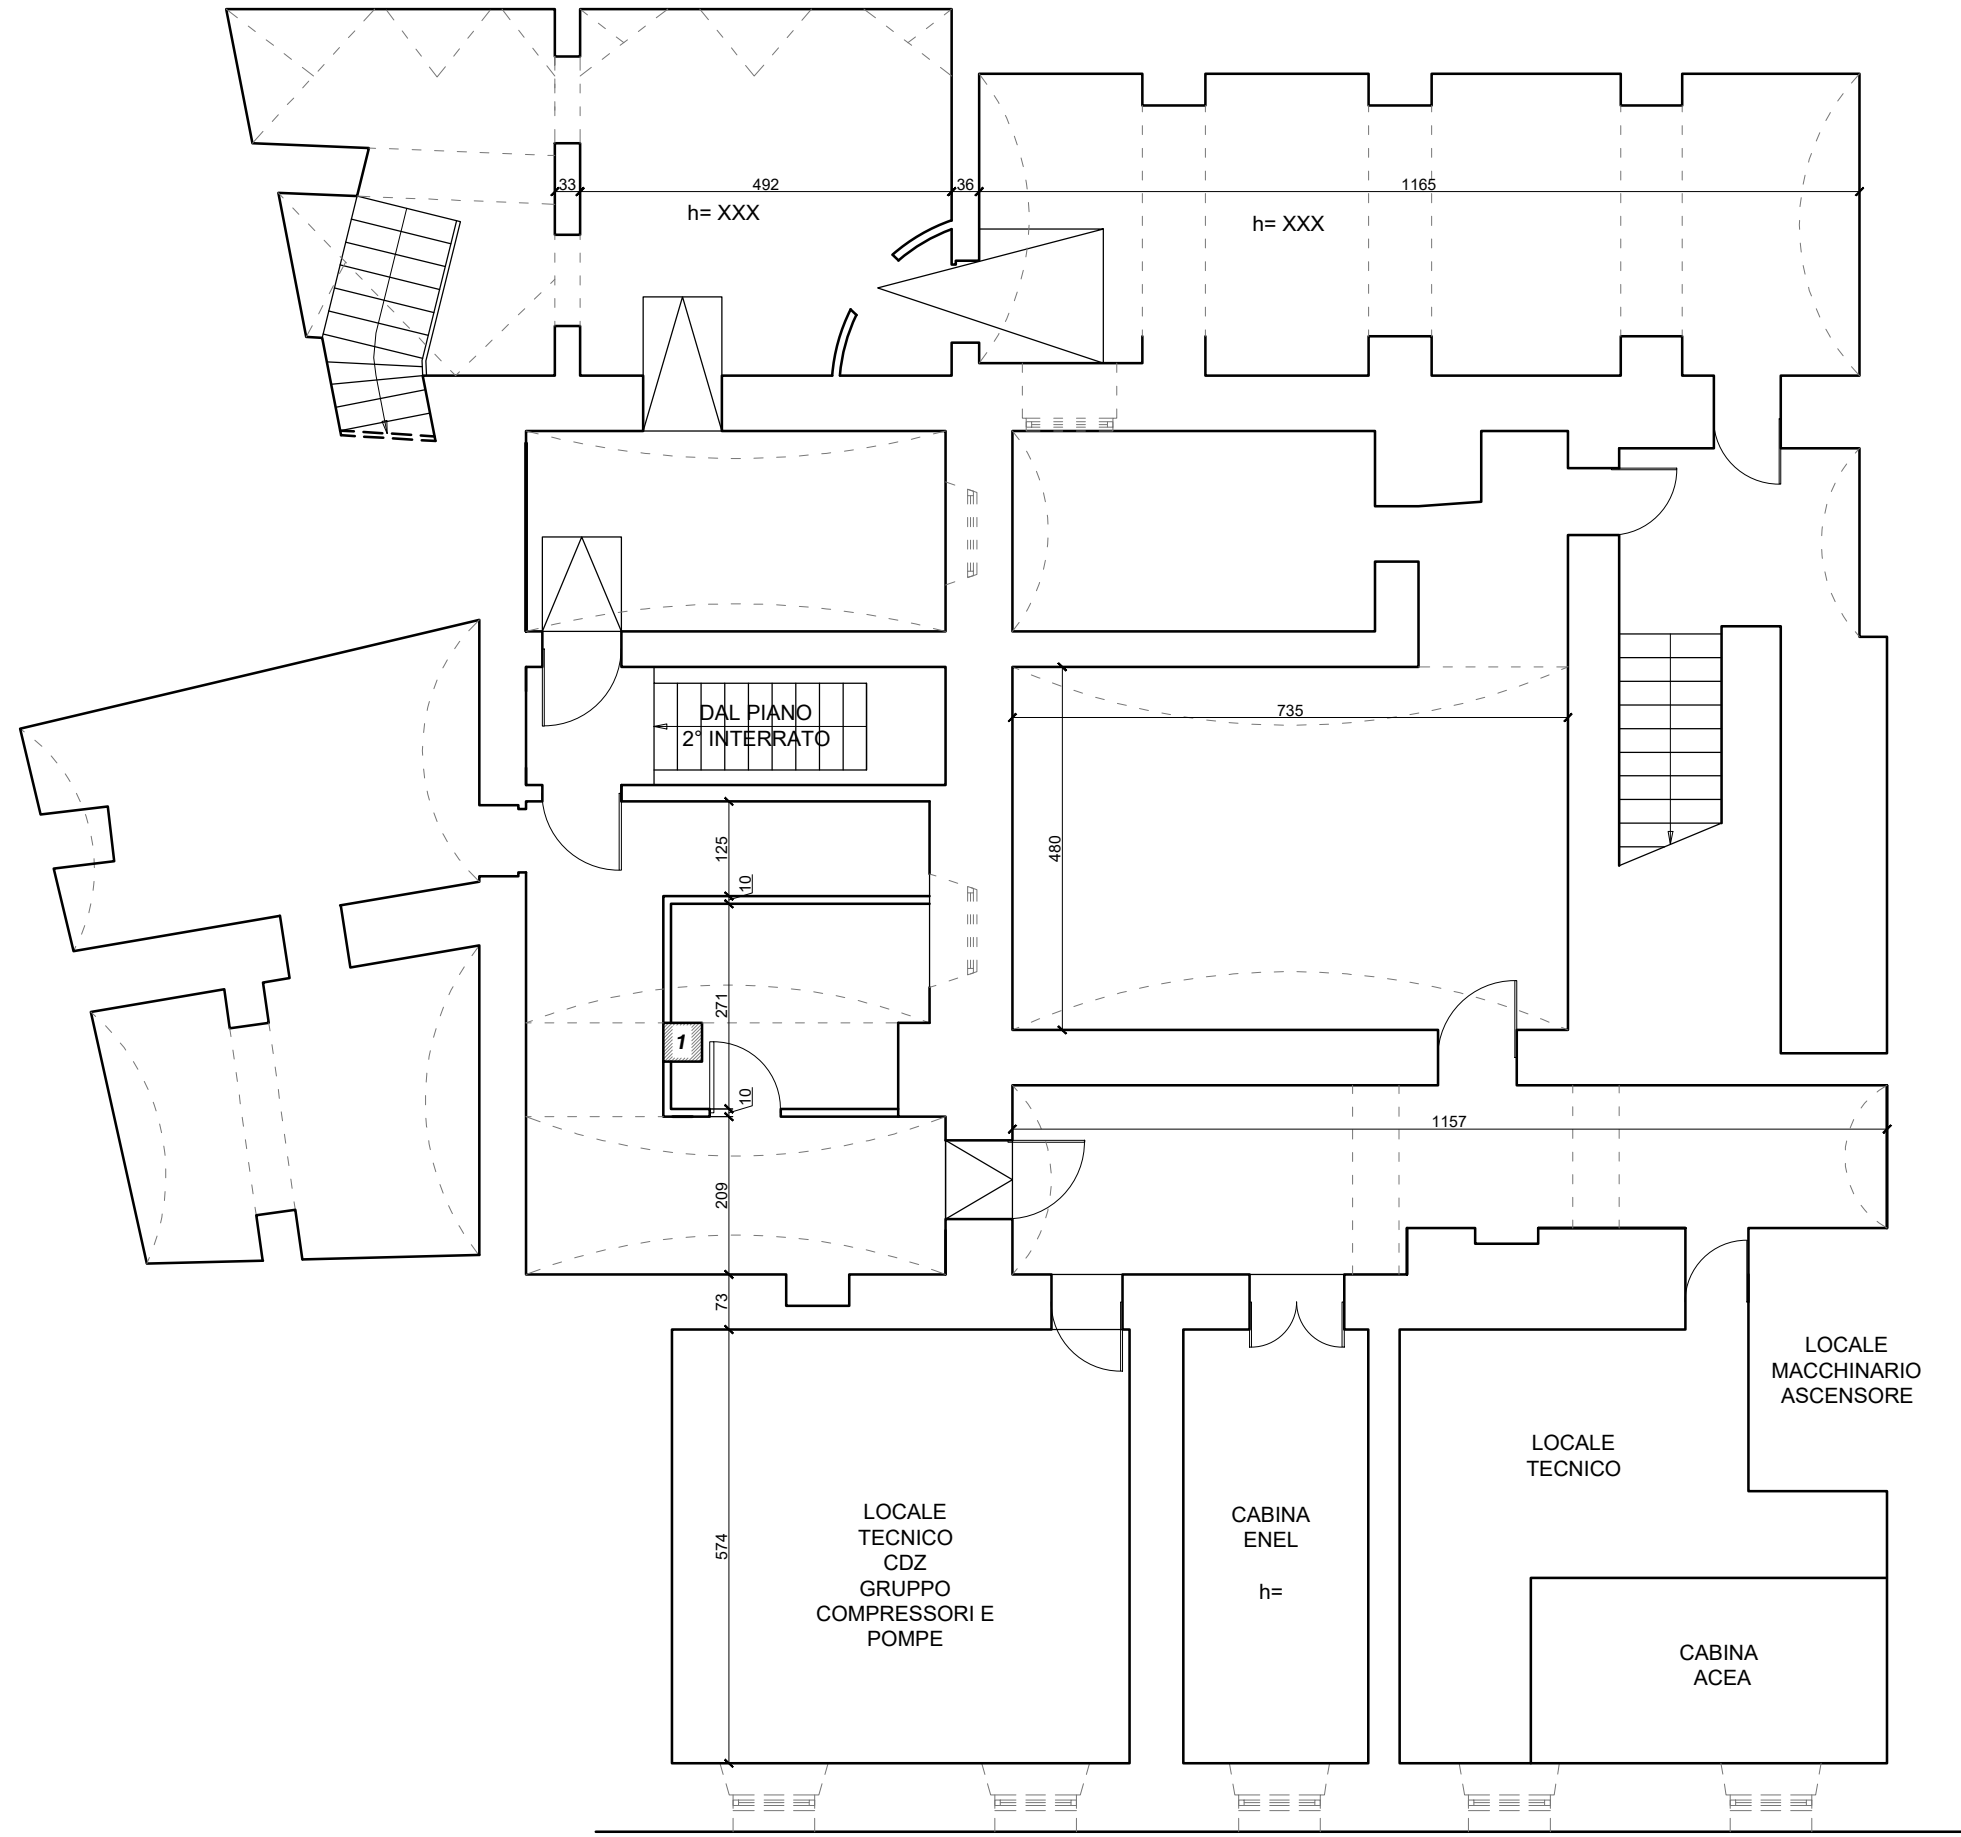 33
492
36
1165
h= XXX
h= XXX
DAL PIANO
2° INTERRATO
735
480
125
10
271
1
10
1157
209
73
574
LOCALE
MACCHINARIO
ASCENSORE
LOCALE
TECNICO
LOCALE
TECNICO
CDZ
GRUPPO
COMPRESSORI E
POMPE
CABINA
ENEL
h=
CABINA
ACEA